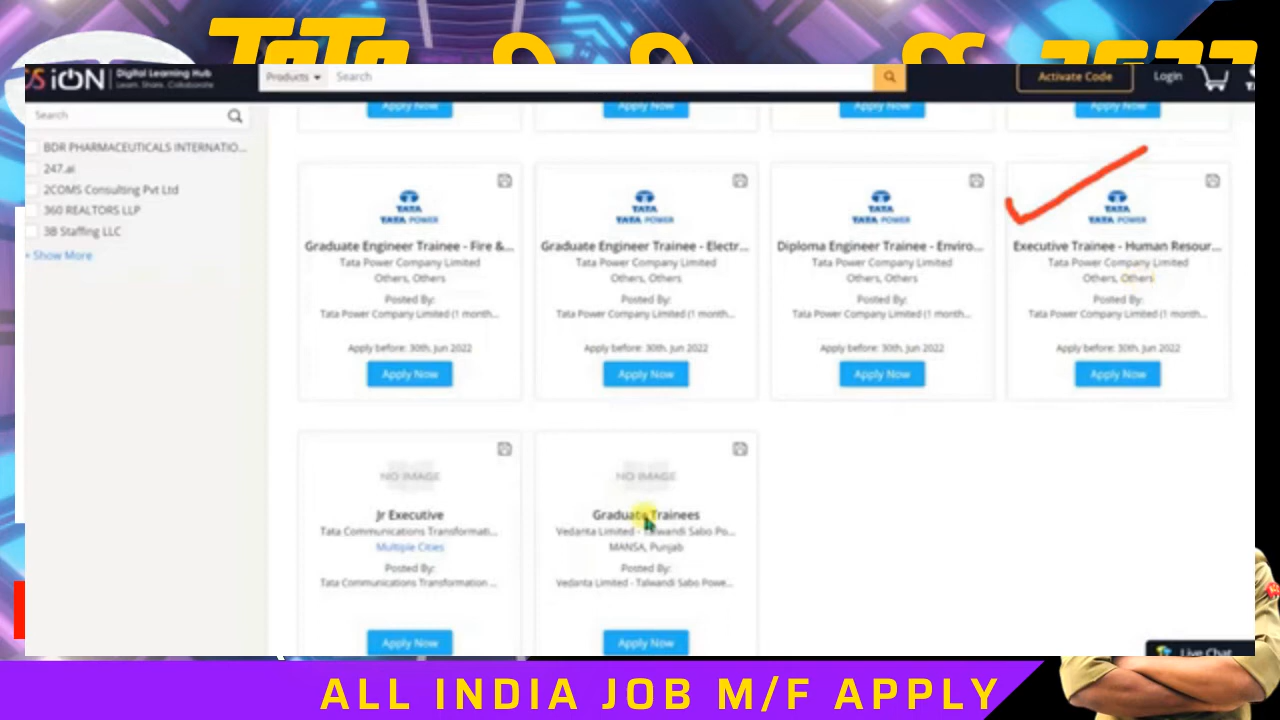 TATA
iON Digital Learning Hub
Learn. Share. Collaborate
Products Search
Activate Code Login
Search
BDR PHARMACEUTICALS INTERNATIO...
247.ai
2COMS Consulting Pvt Ltd
360 REALTORS LLP
3B Staffing LLC
+ Show More
Apply Now Apply Now Apply Now Apply Now
TATA TATA TATA TATA
TATA POWER TATA POWER TATA POWER TATA POWER
Graduate Engineer Trainee - Fire &... Graduate Engineer Trainee - Electr... Diploma Engineer Trainee - Enviro... Executive Trainee - Human Resour...
Tata Power Company Limited Tata Power Company Limited Tata Power Company Limited Tata Power Company Limited
Others, Others Others, Others Others, Others Others, Others
Posted By: Posted By: Posted By: Posted By:
Tata Power Company Limited (1 month... Tata Power Company Limited (1 month... Tata Power Company Limited (1 month... Tata Power Company Limited (1 month...
Apply before: 30th, Jun 2022 Apply before: 30th, Jun 2022 Apply before: 30th, Jun 2022 Apply before: 30th, Jun 2022
Apply Now Apply Now Apply Now Apply Now
NO IMAGE NO IMAGE
Jr Executive Graduate Trainees
Tata Communications Transformati... Vedanta Limited - Talwandi Sabo Po...
Multiple Cities MANSA, Punjab
Posted By: Posted By:
Tata Communications Transformation ... Vedanta Limited - Talwandi Sabo Powe...
Apply Now Apply Now
Live Chat
ALL INDIA JOB M/F APPLY